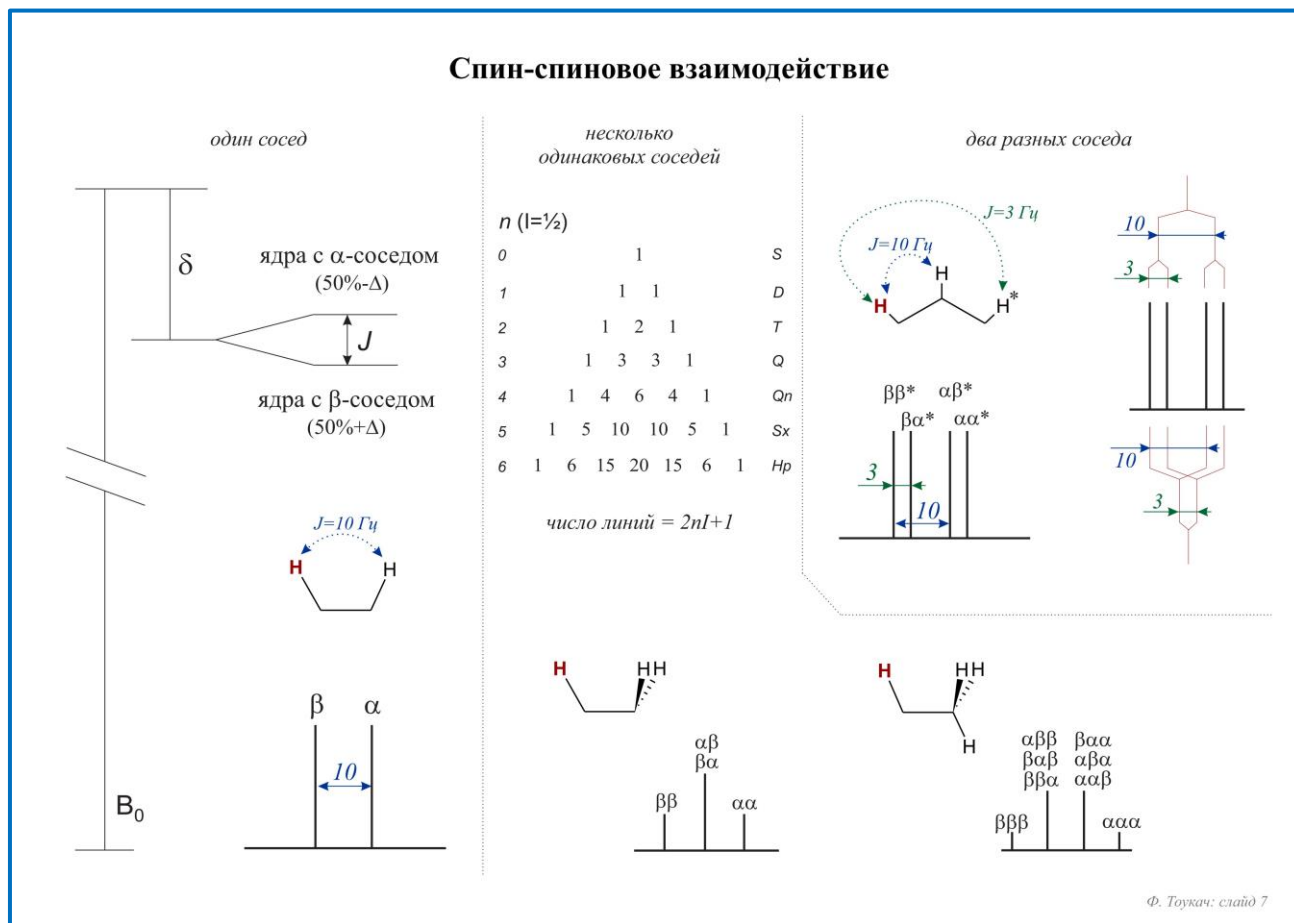 Спин-спиновое взаимодействие
один сосед
δ
ядра с α-соседом
(50%-Δ)
J
ядра с β-соседом
(50%+Δ)
B₀
J=10 Гц
H H
β α
10
несколько
одинаковых соседей
n (I=½)
0 1 S
1 1 1 D
2 1 2 1 T
3 1 3 3 1 Q
4 1 4 6 4 1 Qn
5 1 5 10 10 5 1 Sx
6 1 6 15 20 15 6 1 Hp
число линий = 2nI+1
H HH
αβ
βα
ββ αα
H HH
H
αββ βαα
βαβ αβα
ββα ααβ
βββ ααα
два разных соседа
J=3 Гц
J=10 Гц
H
H H*
ββ* αβ*
βα* αα*
3
10
10
3
10
3
Ф. Тоукач: слайд 7